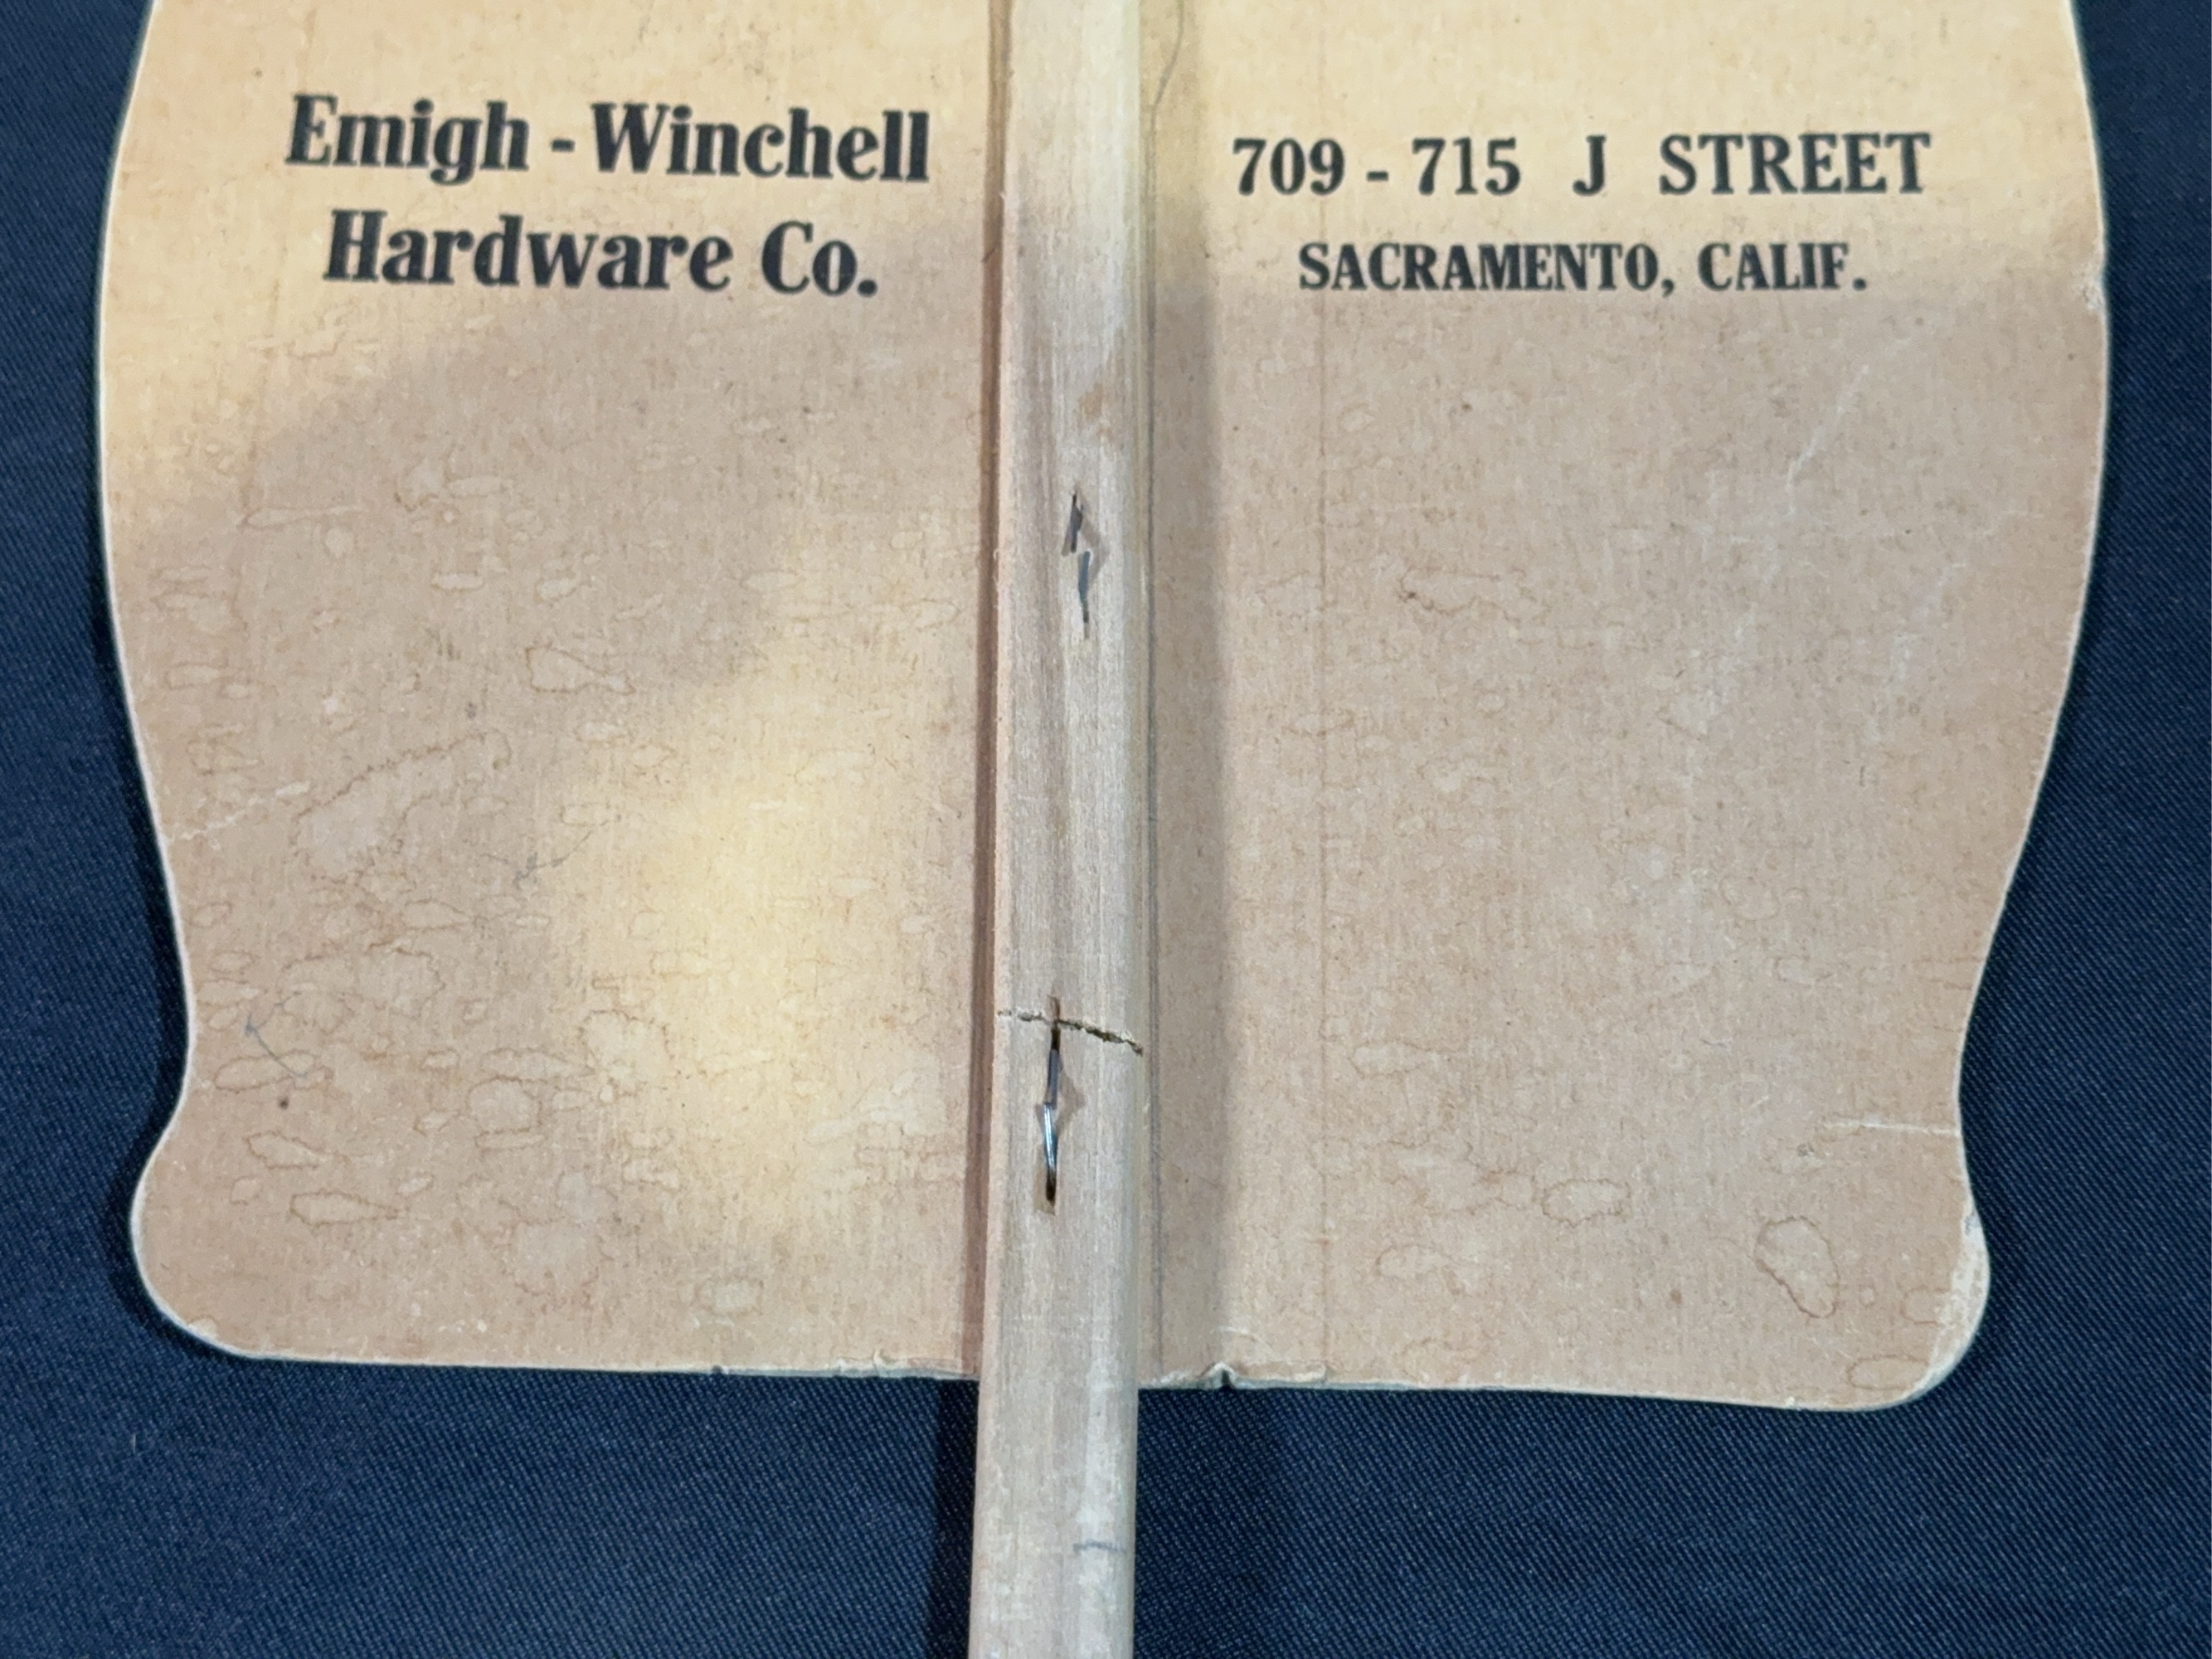 Emigh - Winchell
Hardware Co.
709 - 715 J STREET
SACRAMENTO, CALIF.